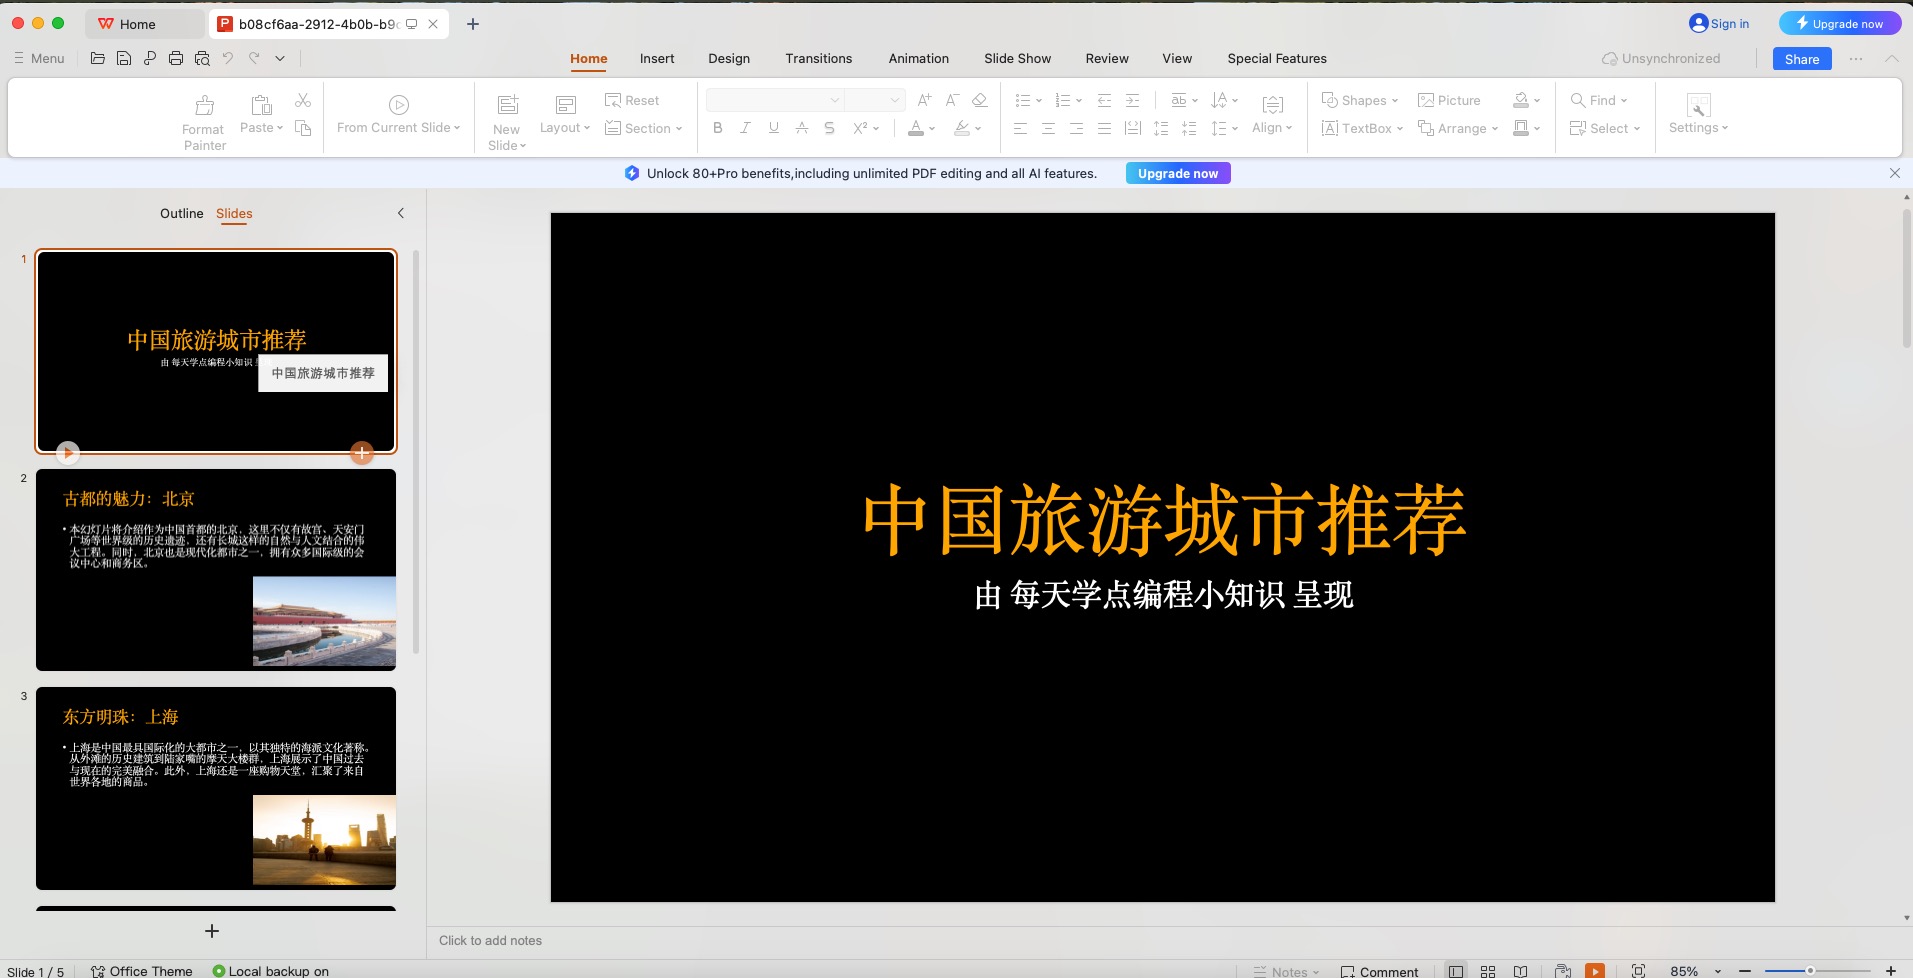 Home
b08cf6aa-2912-4b0b-b9c
Sign in
Upgrade now
Menu
Home Insert Design Transitions Animation Slide Show Review View Special Features
Unsynchronized
Share
Format Painter
Paste
From Current Slide
New Slide
Layout
Reset
Section
Align
Shapes
Picture
TextBox
Arrange
Find
Select
Settings
Unlock 80+Pro benefits,including unlimited PDF editing and all AI features.
Upgrade now
Outline Slides
1
中国旅游城市推荐
由 每天学点编程小知识
中国旅游城市推荐
2
古都的魅力：北京
• 本幻灯片将介绍作为中国首都的北京，这里不仅有故宫、天安门
广场等世界级的历史遗迹，还有长城这样的自然与人文结合的伟
大工程。同时，北京也是现代化都市之一，拥有众多国际级的会
议中心和商务区。
3
东方明珠：上海
• 上海是中国最具国际化的大都市之一，以其独特的海派文化著称。
从外滩的历史建筑到陆家嘴的摩天大楼群，上海展示了中国过去
与现在的完美融合。此外，上海还是一座购物天堂，汇聚了来自
世界各地的商品。
中国旅游城市推荐
由 每天学点编程小知识 呈现
Click to add notes
Slide 1 / 5
Office Theme
Local backup on
Notes
Comment
85%